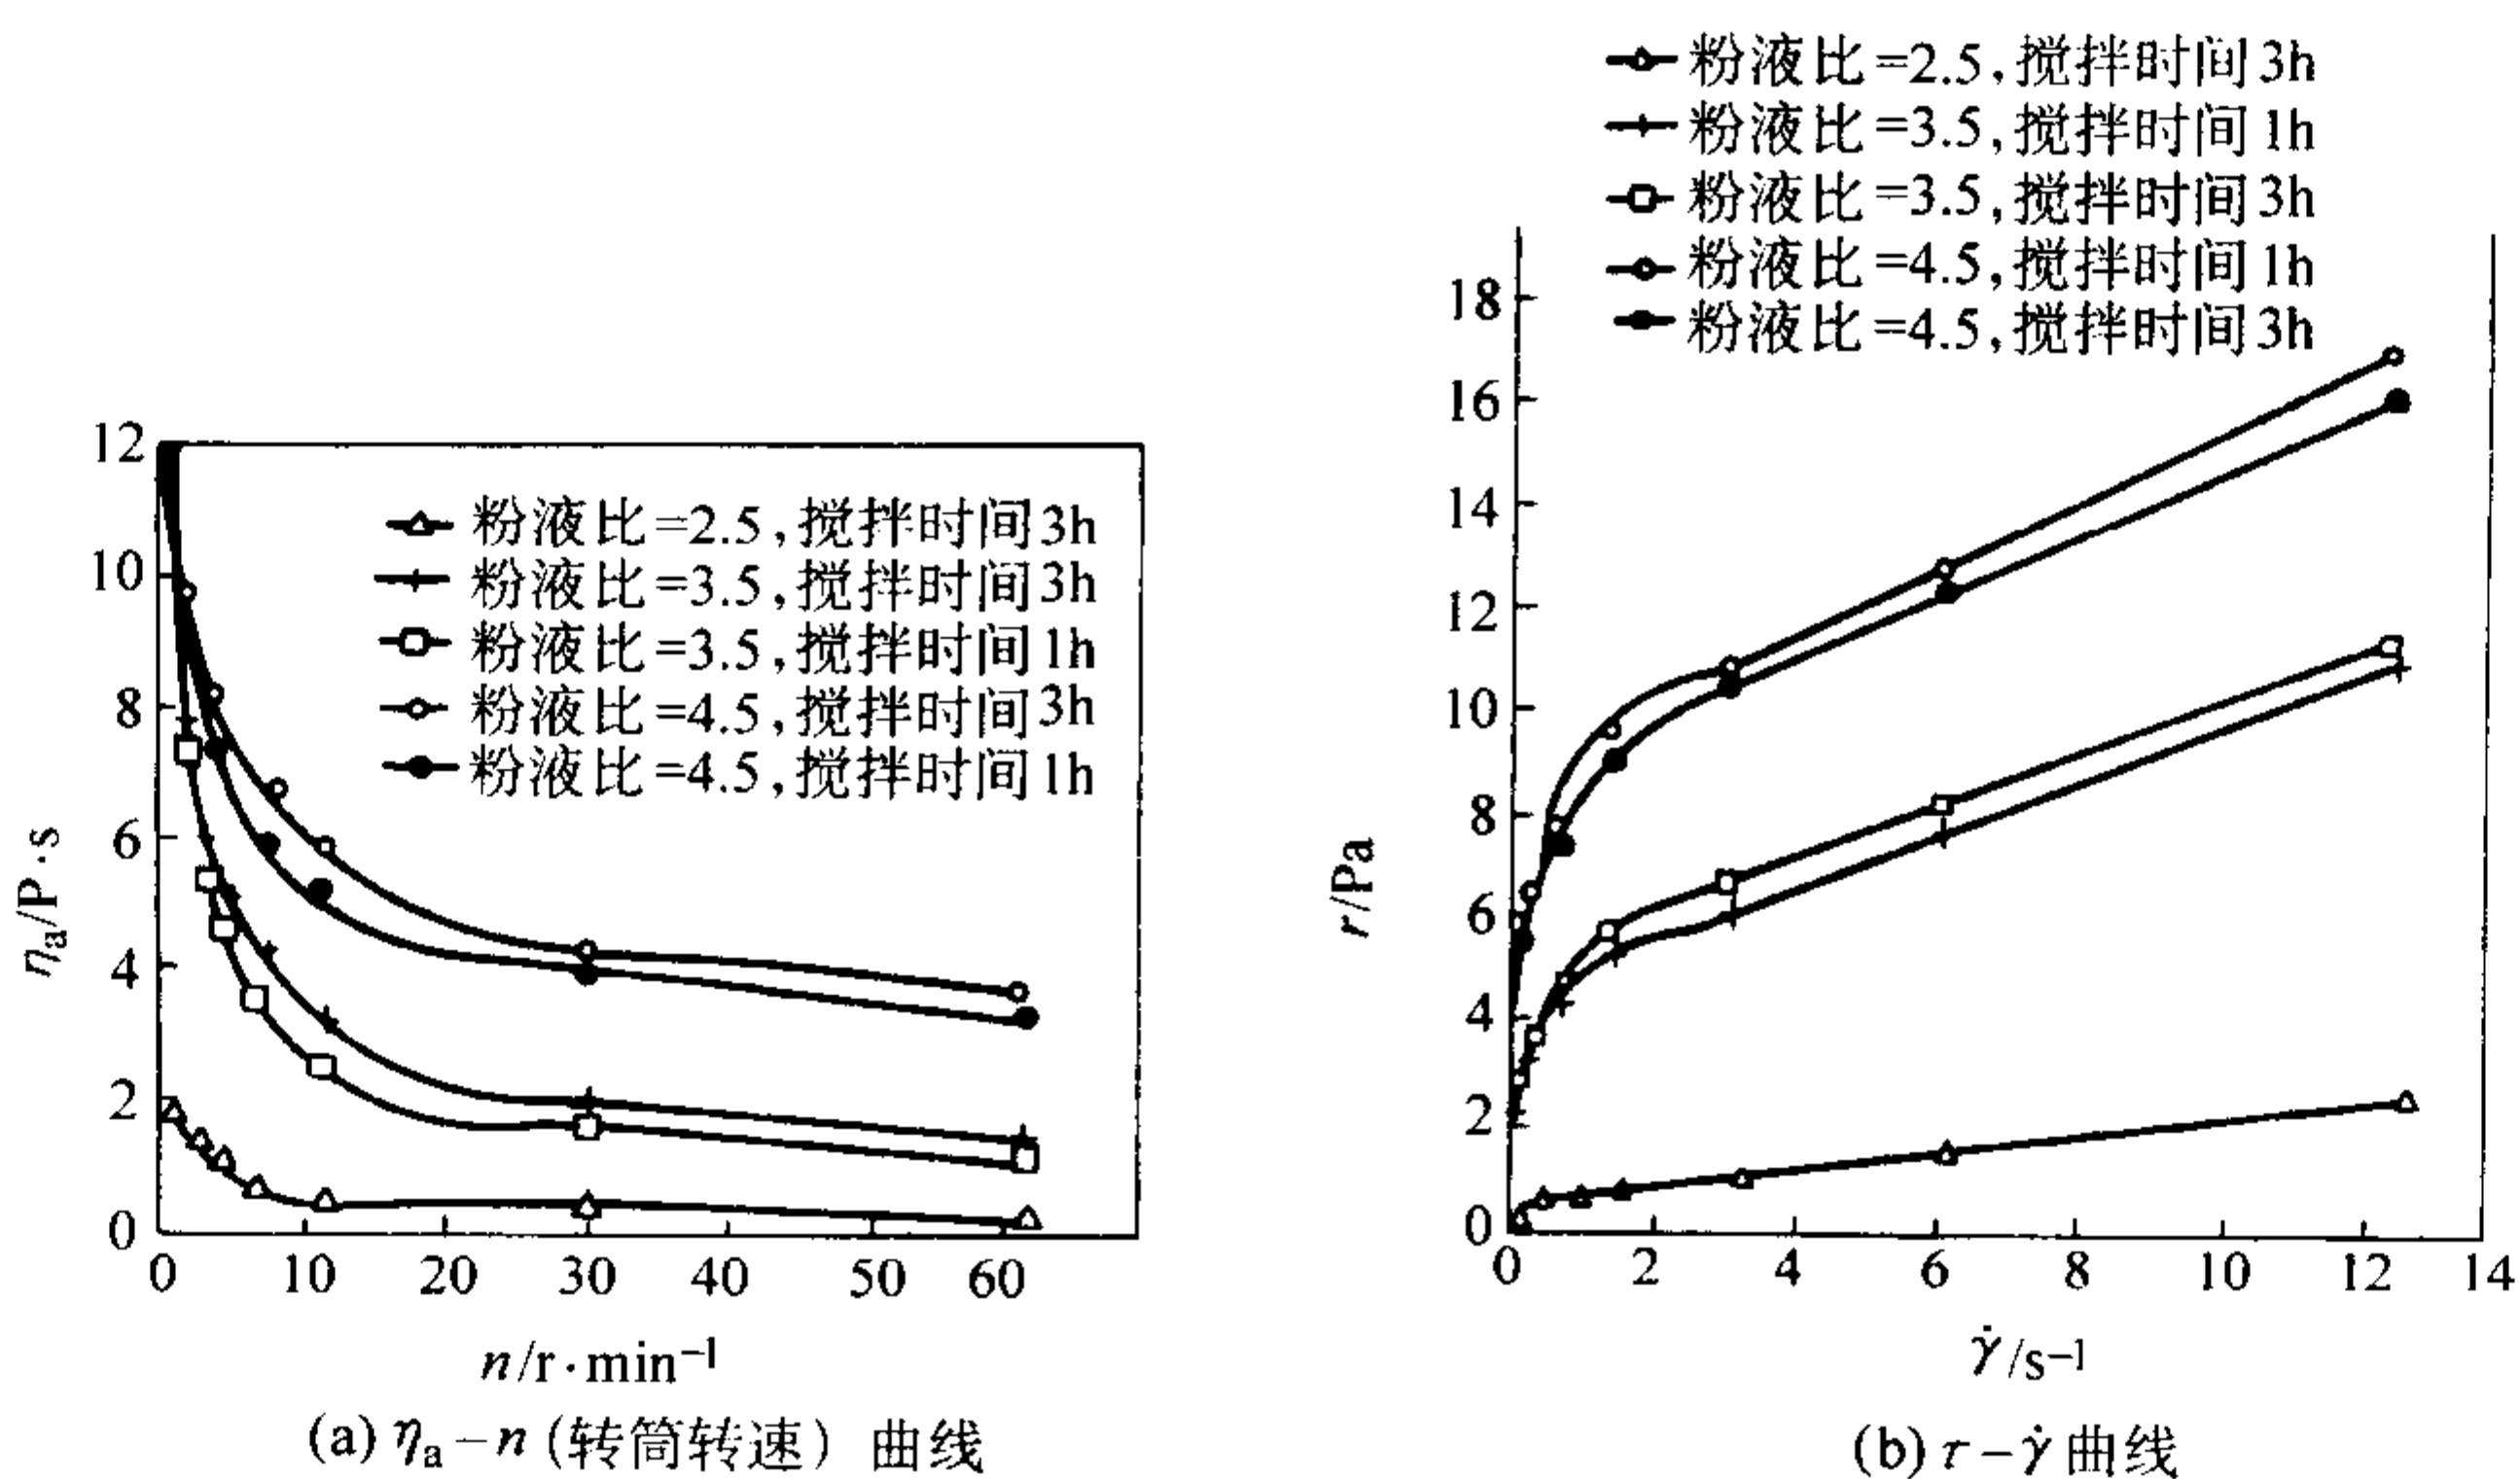 12
10
8
6
4
2
0
ηa/P·s
粉液比=2.5,搅拌时间3h
粉液比=3.5,搅拌时间3h
粉液比=3.5,搅拌时间1h
粉液比=4.5,搅拌时间3h
粉液比=4.5,搅拌时间1h
0 10 20 30 40 50 60
n/r·min⁻¹
(a) ηa－n (转筒转速) 曲线
粉液比=2.5,搅拌时间3h
粉液比=3.5,搅拌时间1h
粉液比=3.5,搅拌时间3h
粉液比=4.5,搅拌时间1h
粉液比=4.5,搅拌时间3h
18
16
14
12
10
8
6
4
2
0
r/Pa
0 2 4 6 8 10 12 14
γ̇/s⁻¹
(b) τ－γ̇ 曲线